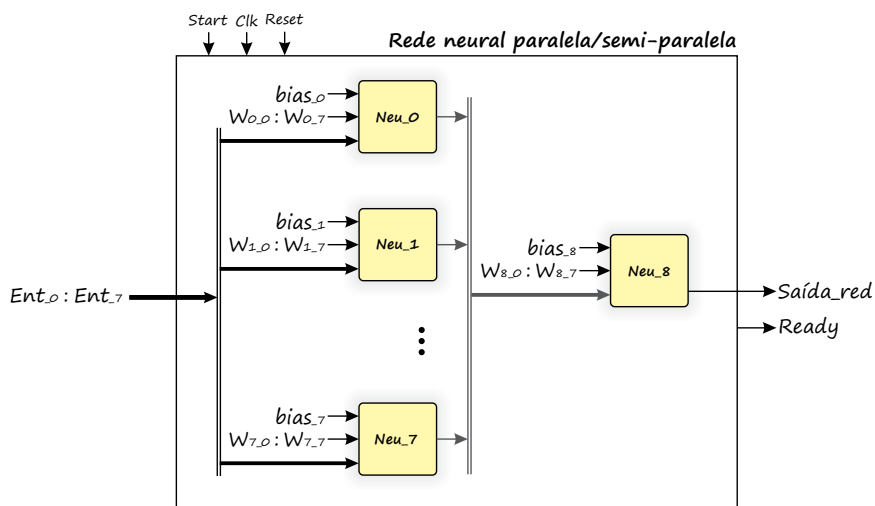 Start Clk Reset
Rede neural paralela/semi-paralela
bias_0
W0_0 : W0_7
Neu_0
bias_1
W1_0 : W1_7
Neu_1
bias_8
W8_0 : W8_7
Neu_8
Ent_0 : Ent_7
Saída_red
Ready
bias_7
W7_0 : W7_7
Neu_7